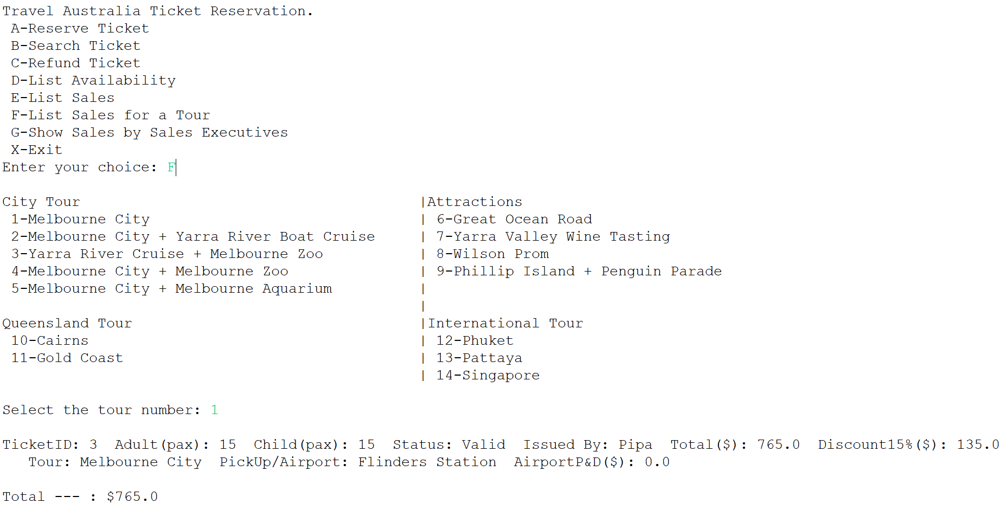 Travel Australia Ticket Reservation.
A-Reserve Ticket
B-Search Ticket
C-Refund Ticket
D-List Availability
E-List Sales
F-List Sales for a Tour
G-Show Sales by Sales Executives
X-Exit
Enter your choice: F
City Tour |Attractions
1-Melbourne City | 6-Great Ocean Road
2-Melbourne City + Yarra River Boat Cruise | 7-Yarra Valley Wine Tasting
3-Yarra River Cruise + Melbourne Zoo | 8-Wilson Prom
4-Melbourne City + Melbourne Zoo | 9-Phillip Island + Penguin Parade
5-Melbourne City + Melbourne Aquarium |
|
Queensland Tour |International Tour
10-Cairns | 12-Phuket
11-Gold Coast | 13-Pattaya
| 14-Singapore
Select the tour number: 1
TicketID: 3 Adult(pax): 15 Child(pax): 15 Status: Valid Issued By: Pipa Total($): 765.0 Discount15%($): 135.0
Tour: Melbourne City PickUp/Airport: Flinders Station AirportP&D($): 0.0
Total --- : $765.0